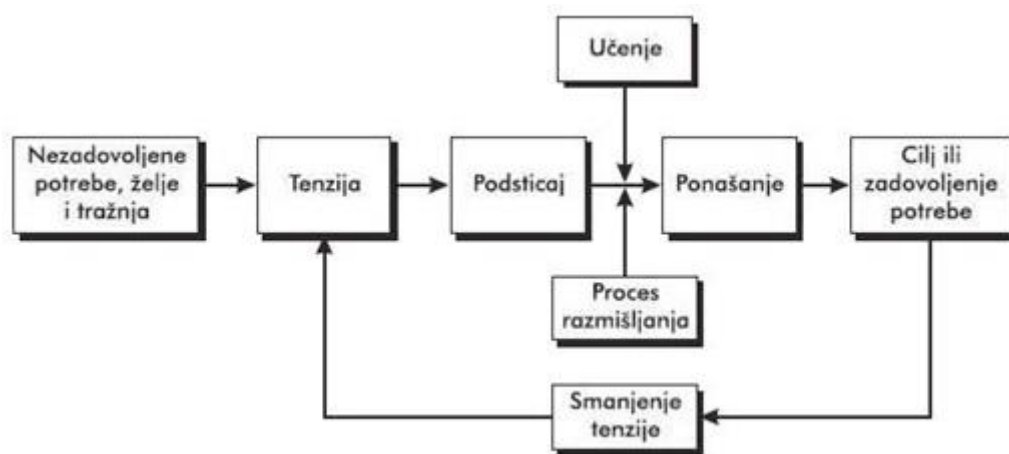 Učenje
Nezadovoljene
potrebe, želje
i tražnja
Tenzija
Podsticaj
Ponašanje
Cilj ili
zadovoljenje
potrebe
Proces
razmišljanja
Smanjenje
tenzije